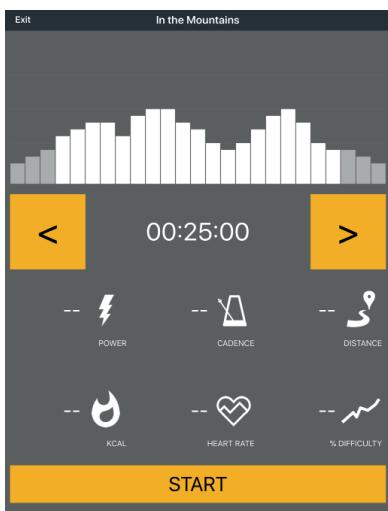 Exit In the Mountains
< 00:25:00 >
-- -- --
POWER CADENCE DISTANCE
-- -- --
KCAL HEART RATE % DIFFICULTY
START